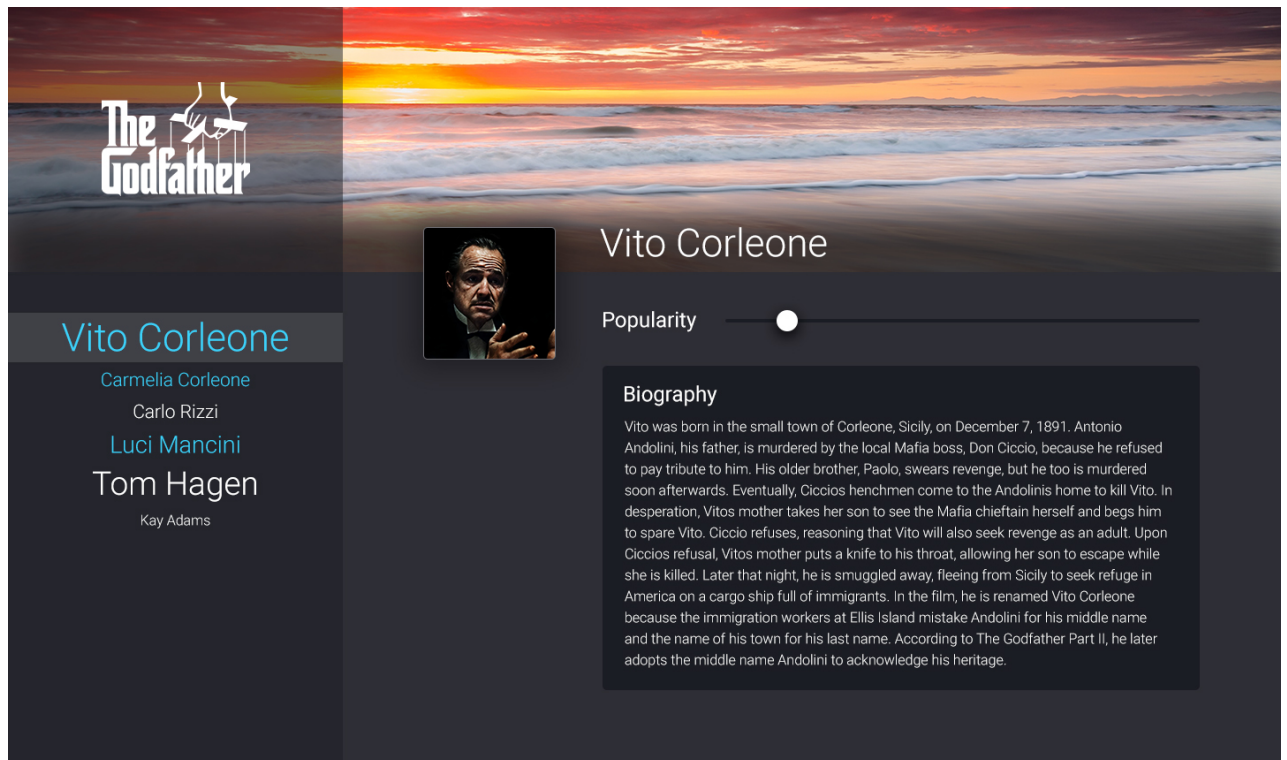 The
Godfather
Vito Corleone
Carmelia Corleone
Carlo Rizzi
Luci Mancini
Tom Hagen
Kay Adams
Vito Corleone
Popularity
Biography
Vito was born in the small town of Corleone, Sicily, on December 7, 1891. Antonio
Andolini, his father, is murdered by the local Mafia boss, Don Ciccio, because he refused
to pay tribute to him. His older brother, Paolo, swears revenge, but he too is murdered
soon afterwards. Eventually, Ciccios henchmen come to the Andolinis home to kill Vito. In
desperation, Vitos mother takes her son to see the Mafia chieftain herself and begs him
to spare Vito. Ciccio refuses, reasoning that Vito will also seek revenge as an adult. Upon
Ciccios refusal, Vitos mother puts a knife to his throat, allowing her son to escape while
she is killed. Later that night, he is smuggled away, fleeing from Sicily to seek refuge in
America on a cargo ship full of immigrants. In the film, he is renamed Vito Corleone
because the immigration workers at Ellis Island mistake Andolini for his middle name
and the name of his town for his last name. According to The Godfather Part II, he later
adopts the middle name Andolini to acknowledge his heritage.